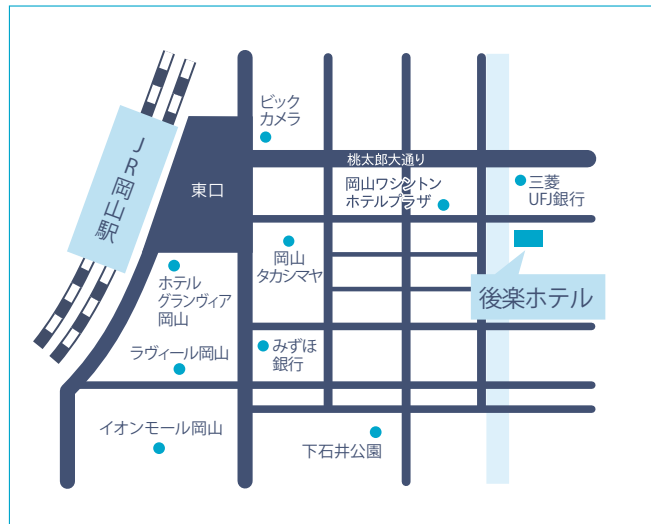 ビック
カメラ
桃太郎大通り
JR岡山駅
東口
岡山ワシントン
ホテルプラザ
三菱
UFJ銀行
岡山
タカシマヤ
ホテル
グランヴィア
岡山
後楽ホテル
みずほ
銀行
ラヴィール岡山
イオンモール岡山
下石井公園